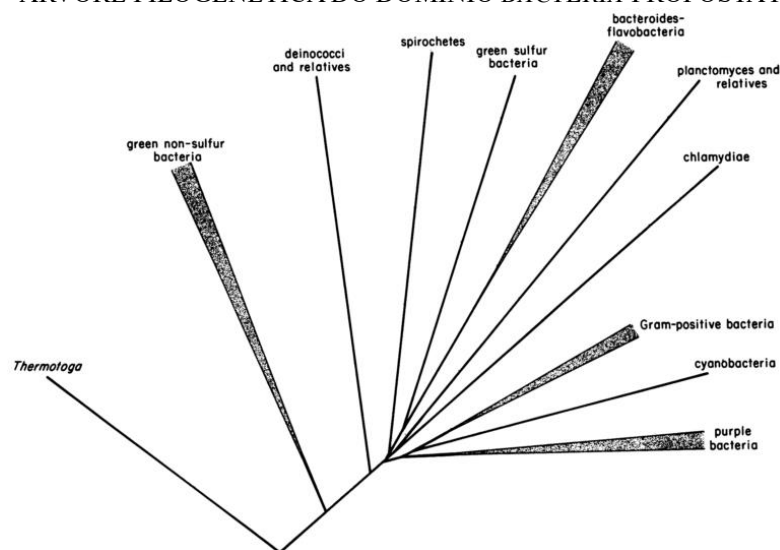 ÁRVORE FILOGENÉTICA DO DOMÍNIO BACTERIA PROPOSTA
bacteroides-
flavobacteria
spirochetes
green sulfur
bacteria
deinococci
and relatives
planctomyces and
relatives
green non-sulfur
bacteria
chlamydiae
Gram-positive bacteria
Thermotoga
cyanobacteria
purple
bacteria